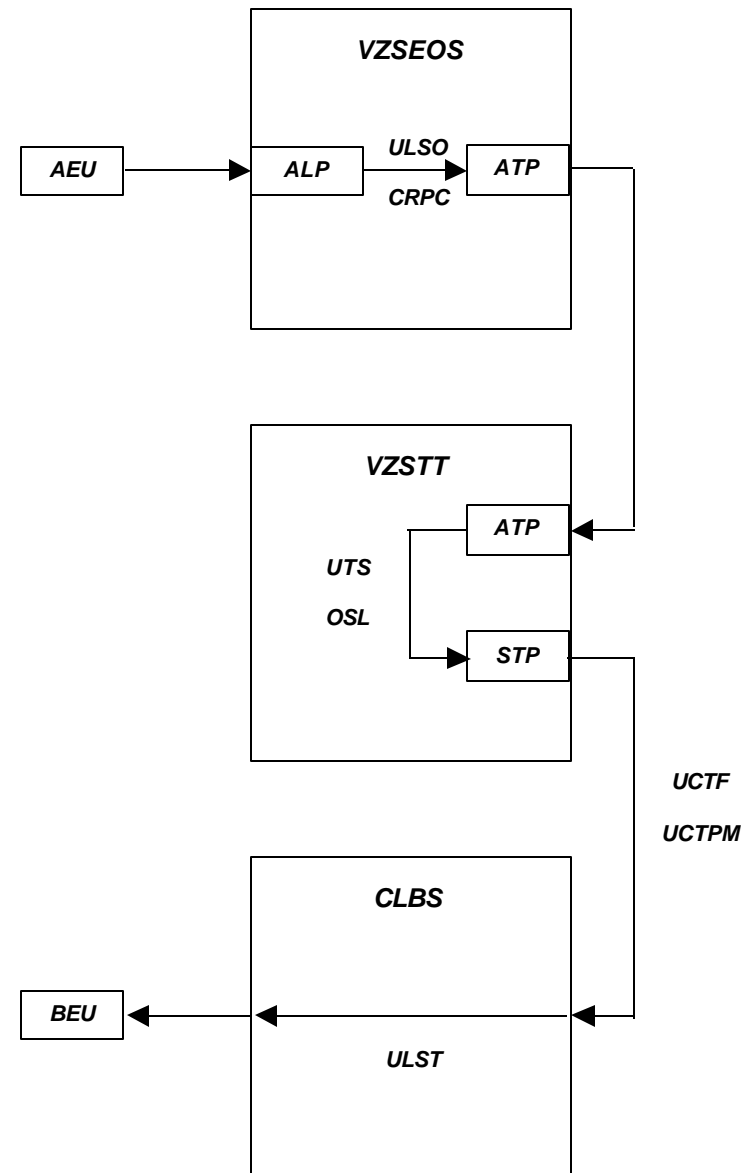 VZSEOS
AEU
ALP
ULSO
CRPC
ATP
VZSTT
ATP
UTS
OSL
STP
UCTF
UCTPM
CLBS
BEU
ULST